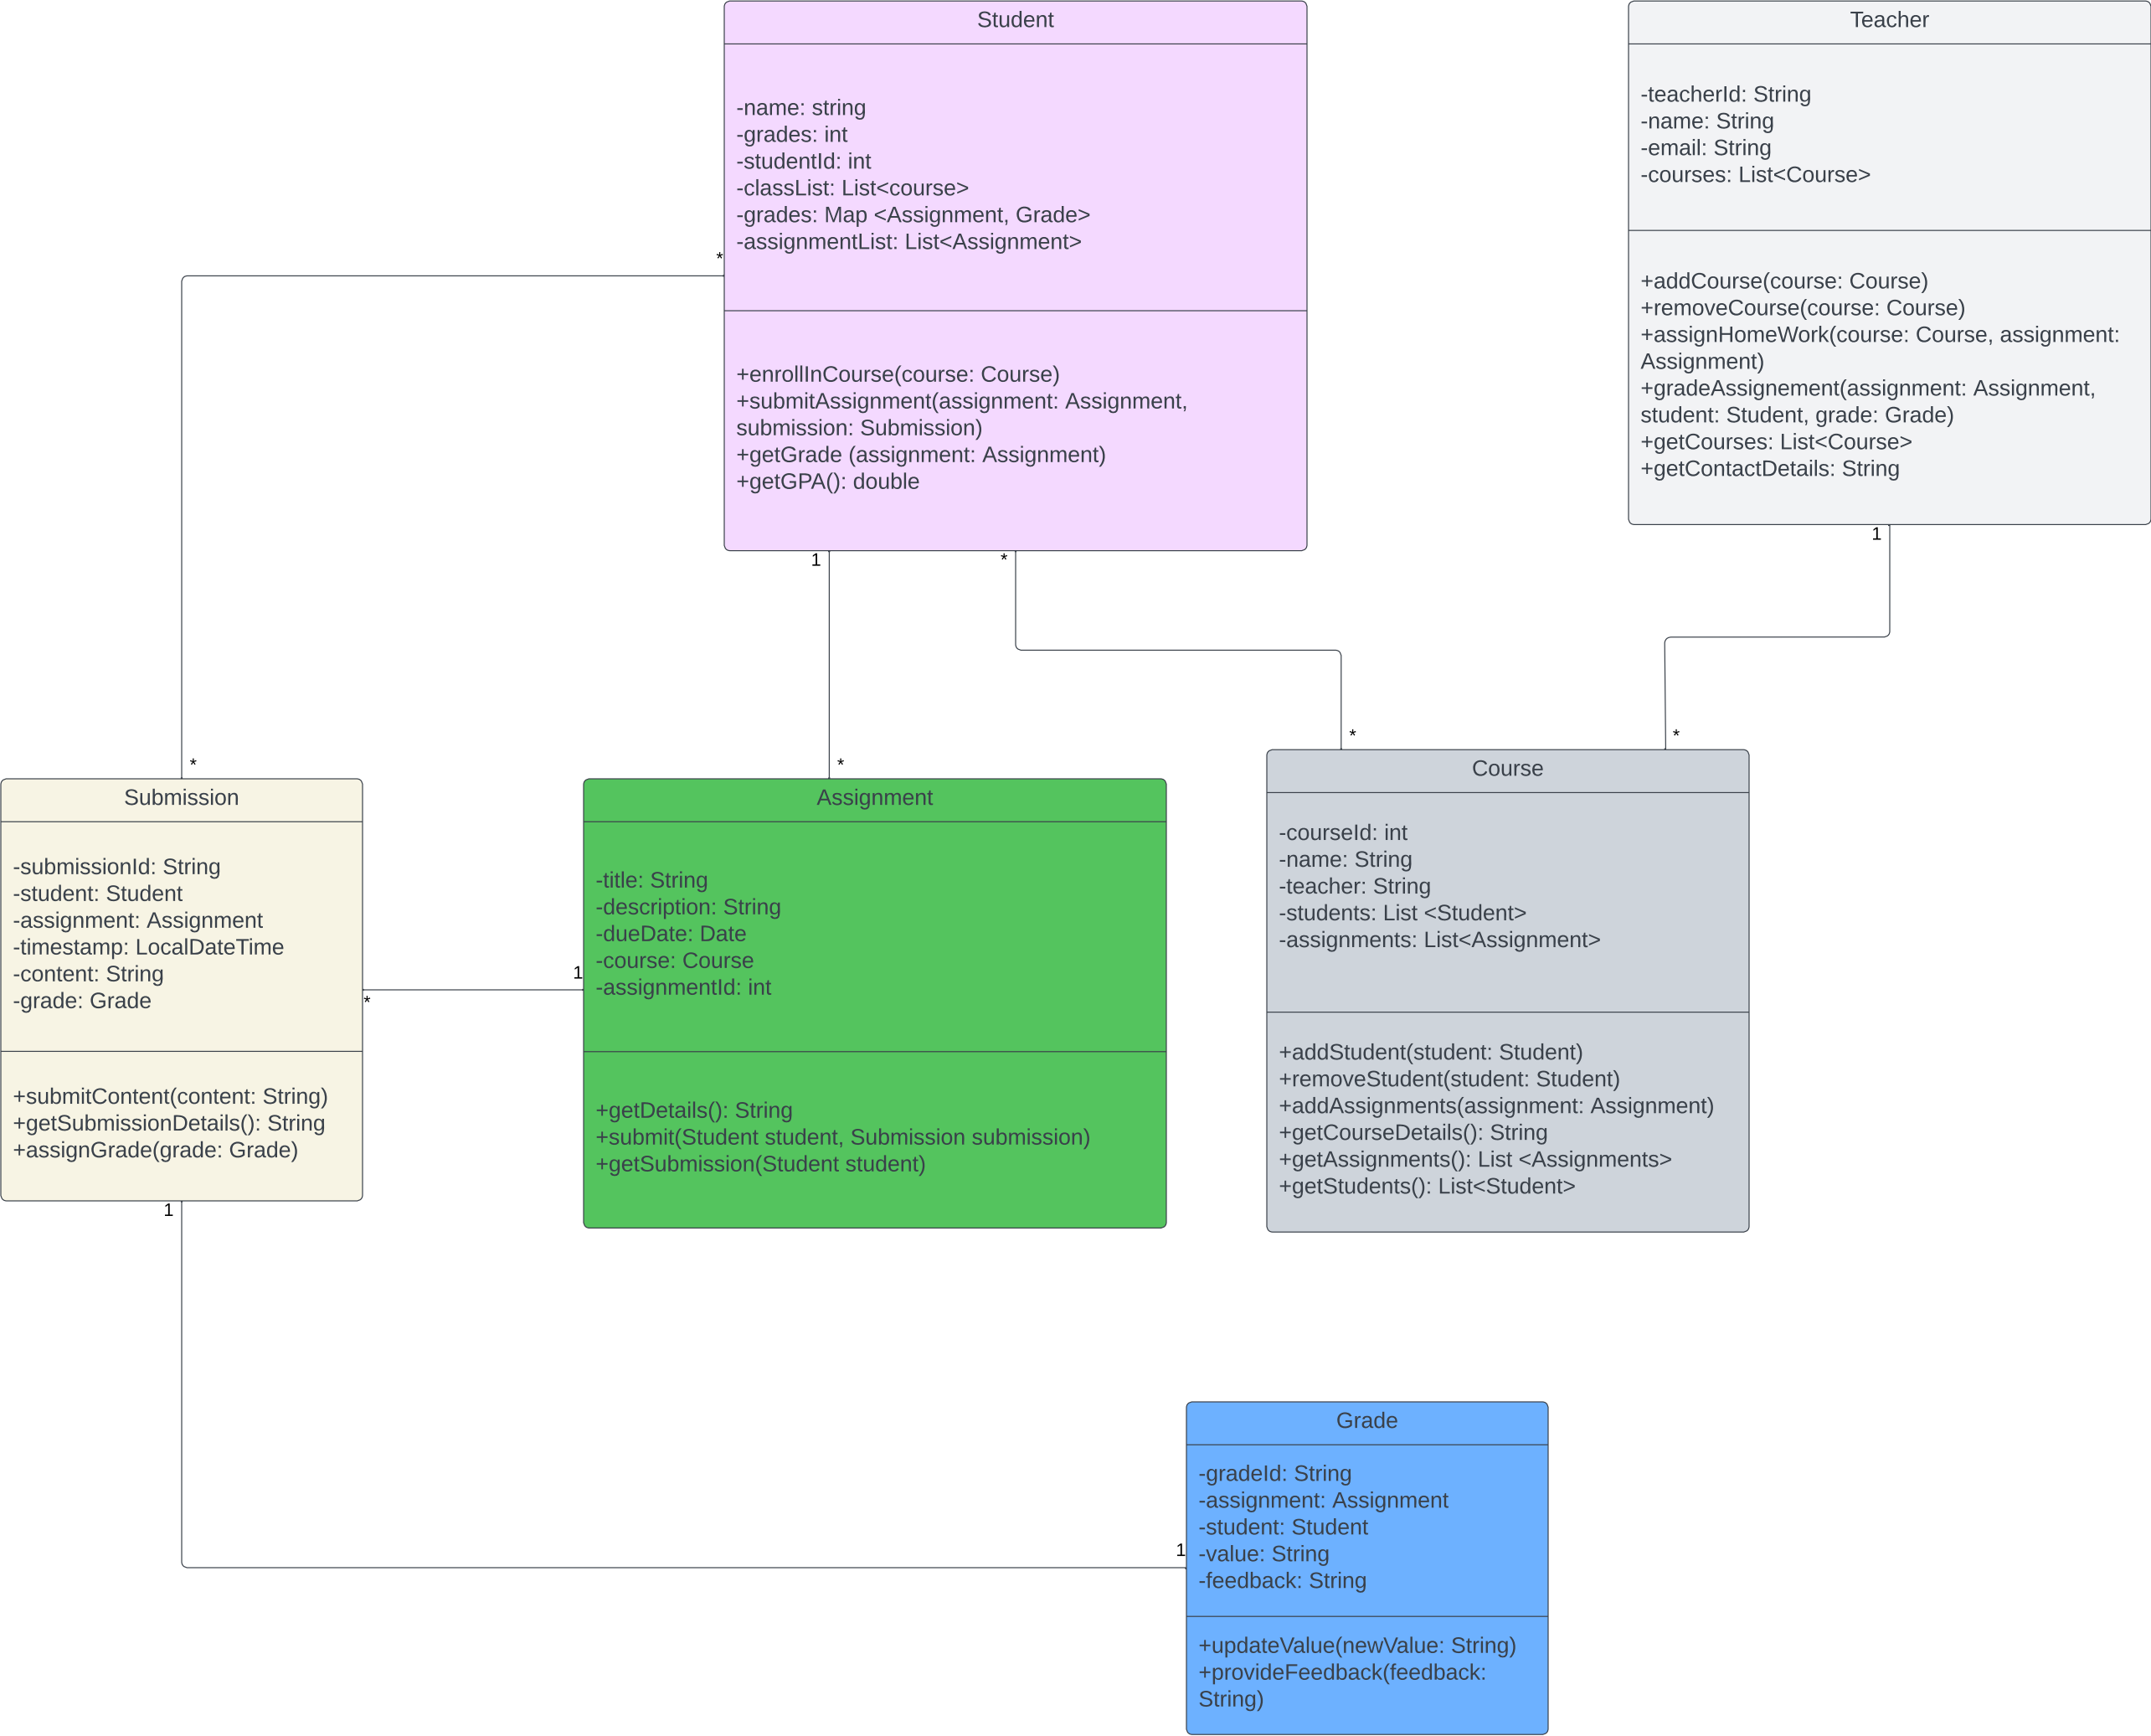 Student
-name: string
-grades: int
-studentId: int
-classList: List<course>
-grades: Map <Assignment, Grade>
-assignmentList: List<Assignment>
+enrollInCourse(course: Course)
+submitAssignment(assignment: Assignment,
submission: Submission)
+getGrade (assignment: Assignment)
+getGPA(): double
Teacher
-teacherId: String
-name: String
-email: String
-courses: List<Course>
+addCourse(course: Course)
+removeCourse(course: Course)
+assignHomeWork(course: Course, assignment:
Assignment)
+gradeAssignement(assignment: Assignment,
student: Student, grade: Grade)
+getCourses: List<Course>
+getContactDetails: String
*
1
*
1
*
*
*
*
Submission
-submissionId: String
-student: Student
-assignment: Assignment
-timestamp: LocalDateTime
-content: String
-grade: Grade
+submitContent(content: String)
+getSubmissionDetails(): String
+assignGrade(grade: Grade)
*
1
Assignment
-title: String
-description: String
-dueDate: Date
-course: Course
-assignmentId: int
+getDetails(): String
+submit(Student student, Submission submission)
+getSubmission(Student student)
Course
-courseId: int
-name: String
-teacher: String
-students: List <Student>
-assignments: List<Assignment>
+addStudent(student: Student)
+removeStudent(student: Student)
+addAssignments(assignment: Assignment)
+getCourseDetails(): String
+getAssignments(): List <Assignments>
+getStudents(): List<Student>
1
1
Grade
-gradeId: String
-assignment: Assignment
-student: Student
-value: String
-feedback: String
+updateValue(newValue: String)
+provideFeedback(feedback:
String)